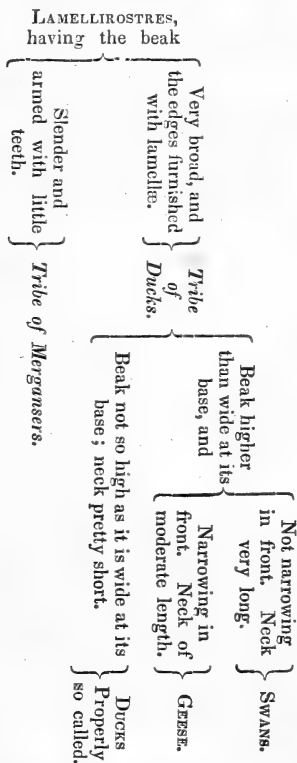 LAMELLIROSTRES,
having the beak
Very broad, and
the edges furnished
with lamellæ.
Tribe
of
Ducks.
Beak higher
than wide at its
base, and
Not narrowing
in front. Neck
very long.
SWANS.
Narrowing in
front. Neck of
moderate length.
GEESE.
Beak not so high as it is wide at its
base; neck pretty short.
DUCKS
Properly
so called.
Slender and
armed with little
teeth.
Tribe of Mergansers.